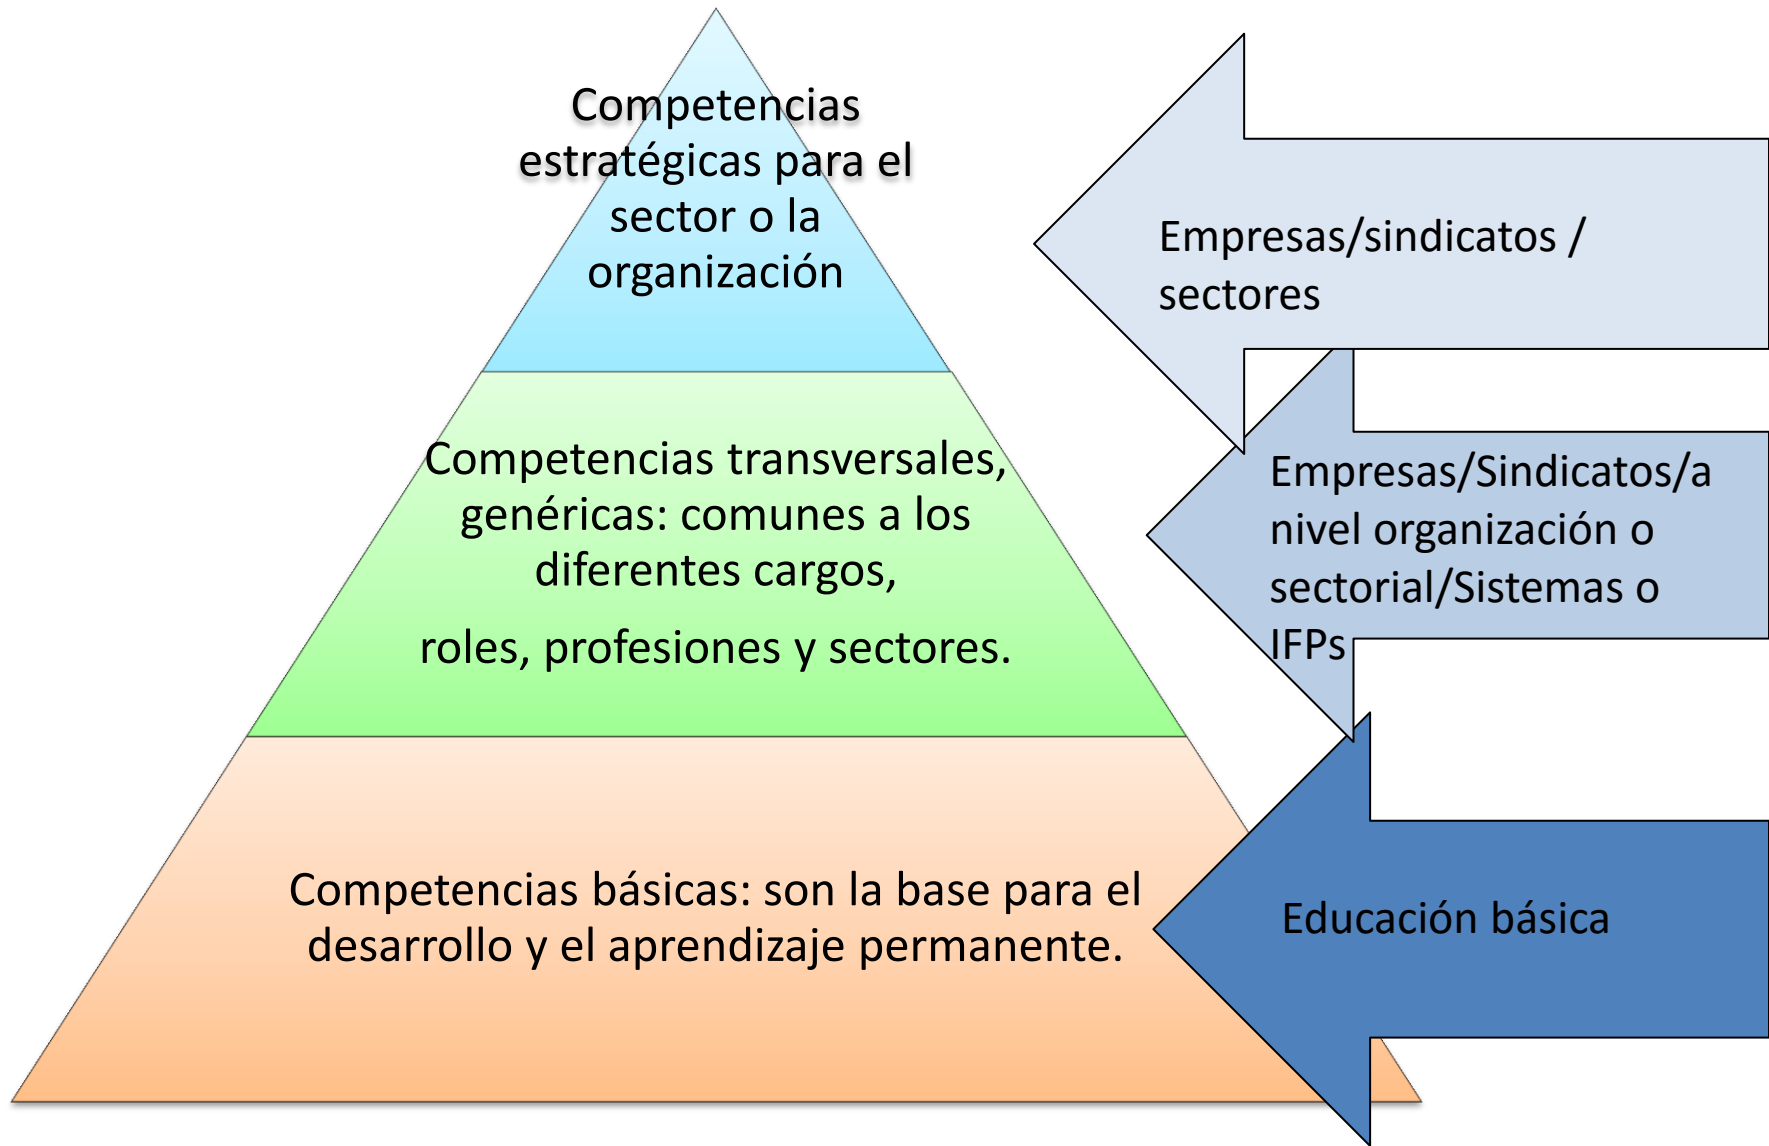 Competencias
estratégicas para el
sector o la
organización
Empresas/sindicatos /
sectores
Competencias transversales,
genéricas: comunes a los
diferentes cargos,
roles, profesiones y sectores.
Empresas/Sindicatos/a
nivel organización o
sectorial/Sistemas o
IFPs
Competencias básicas: son la base para el
desarrollo y el aprendizaje permanente.
Educación básica